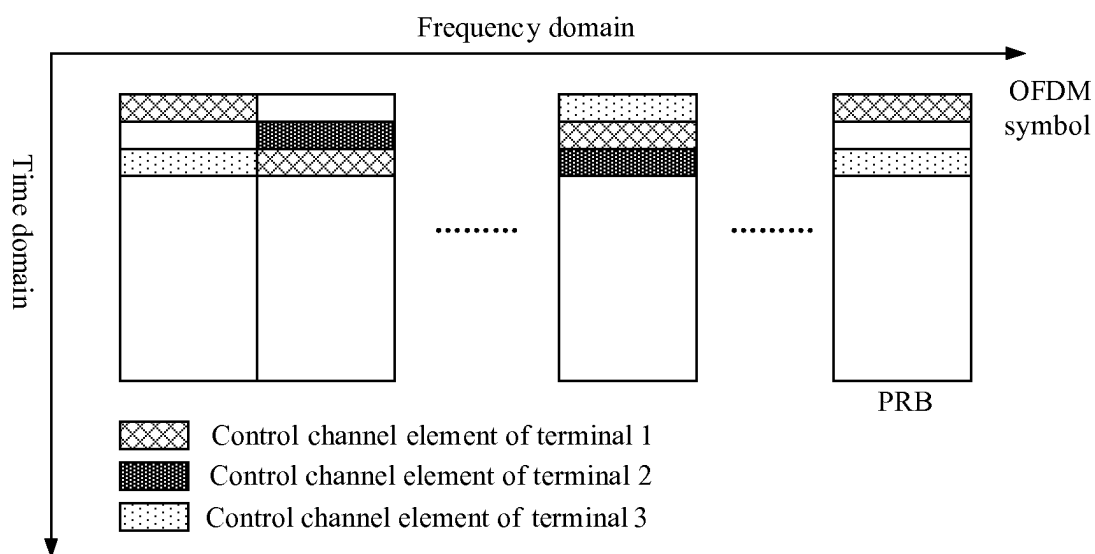 Frequency domain
OFDM
symbol
Time domain
PRB
Control channel element of terminal 1
Control channel element of terminal 2
Control channel element of terminal 3